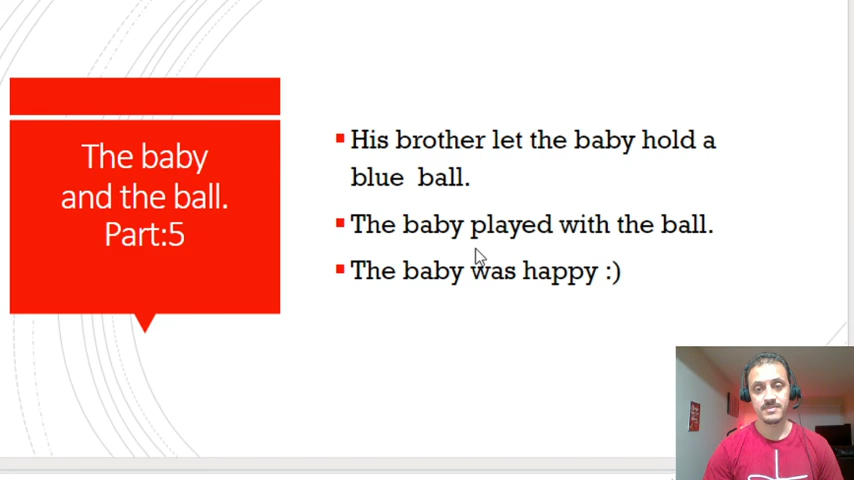 The baby
and the ball.
Part:5
His brother let the baby hold a
blue ball.
The baby played with the ball.
The baby was happy :)